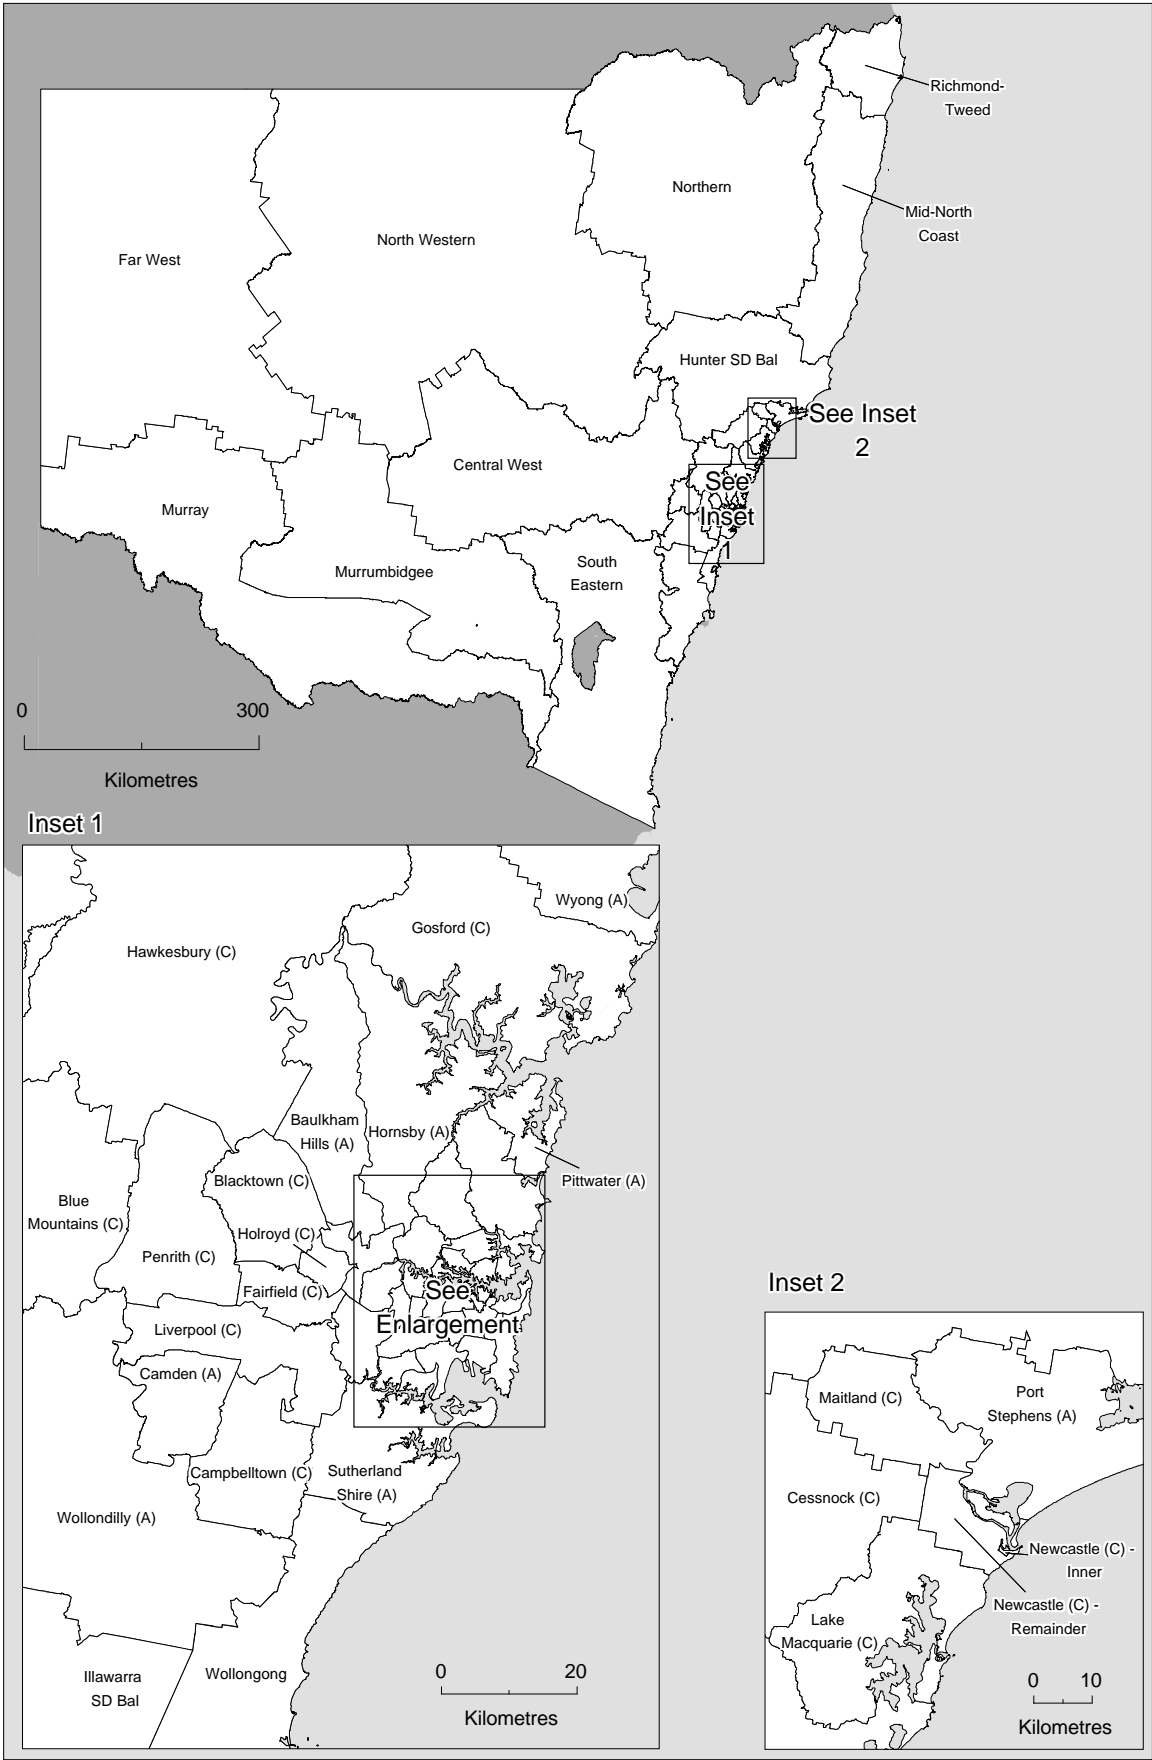 Richmond-
Tweed
Northern
Mid-North
Coast
North Western
Far West
Hunter SD Bal
See Inset
2
Central West
See
Inset
1
Murray
South
Eastern
Murrumbidgee
0 300
Kilometres
Inset 1
Wyong (A)
Gosford (C)
Hawkesbury (C)
Baulkham
Hills (A)
Hornsby (A)
Pittwater (A)
Blacktown (C)
Blue
Mountains (C)
Holroyd (C)
Penrith (C)
Fairfield (C)
See
Enlargement
Liverpool (C)
Camden (A)
Campbelltown (C)
Sutherland
Shire (A)
Wollondilly (A)
Illawarra
SD Bal
Wollongong
0 20
Kilometres
Inset 2
Maitland (C)
Port
Stephens (A)
Cessnock (C)
Newcastle (C) -
Inner
Newcastle (C) -
Remainder
Lake
Macquarie (C)
0 10
Kilometres